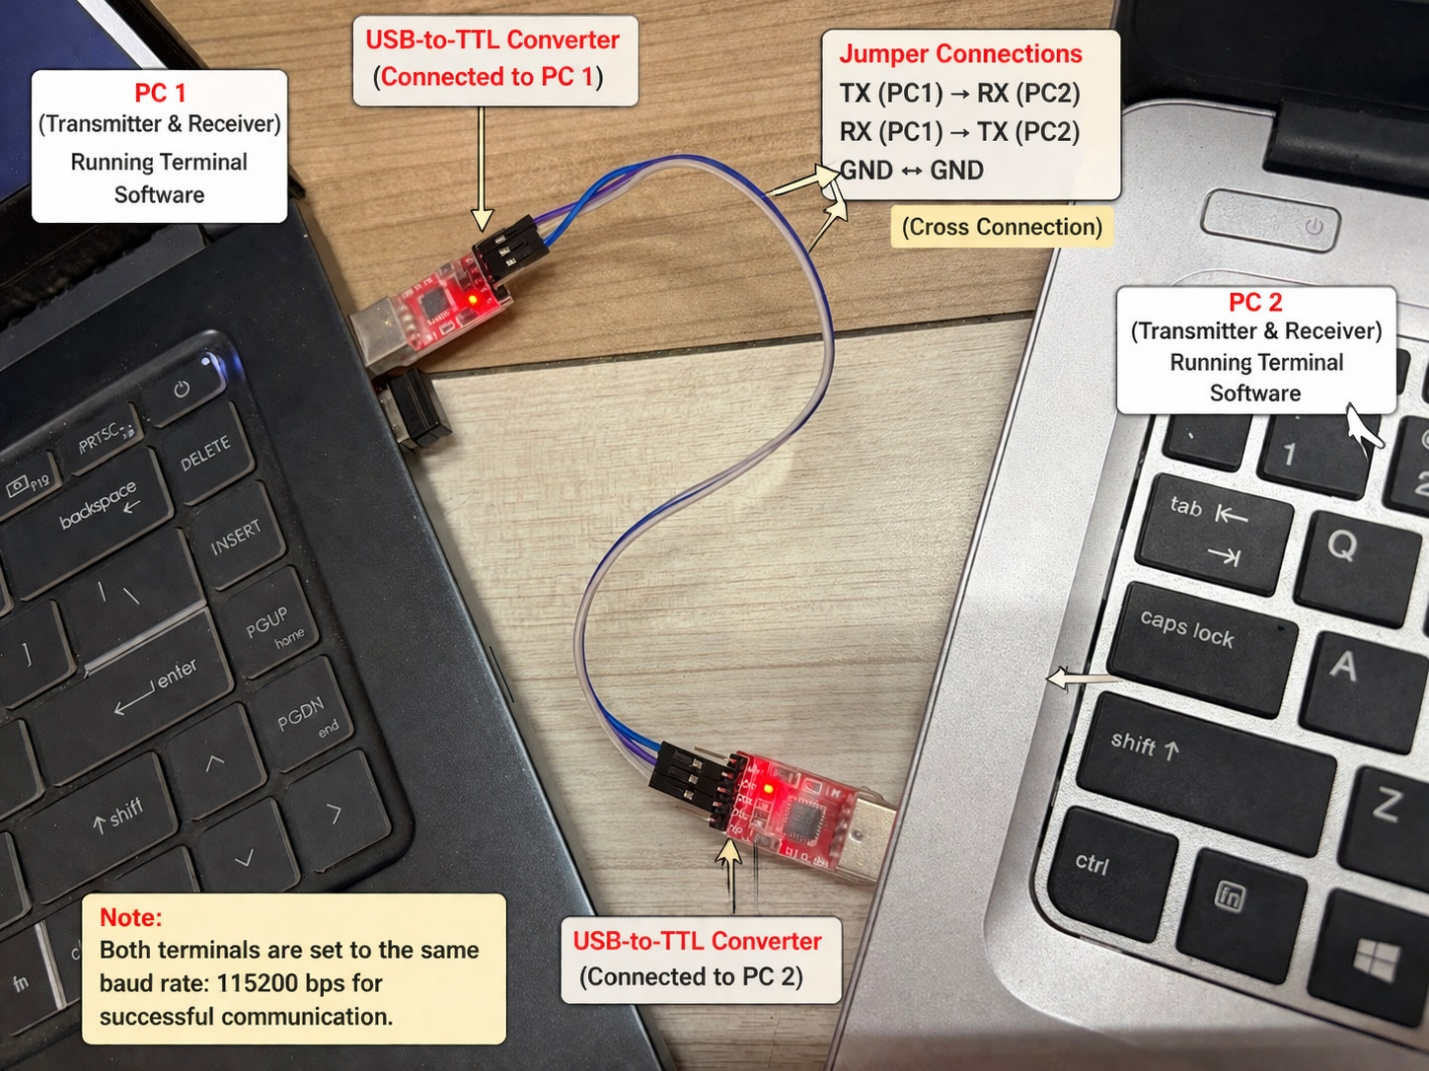 USB-to-TTL Converter
(Connected to PC 1)
PC 1
(Transmitter & Receiver)
Running Terminal
Software
Jumper Connections
TX (PC1) → RX (PC2)
RX (PC1) → TX (PC2)
GND ↔ GND
(Cross Connection)
PC 2
(Transmitter & Receiver)
Running Terminal
Software
PRTSC
DELETE
backspace
INSERT
PGUP
home
]
\
enter
PGDN
end
shift
fn
1
2
tab
Q
caps lock
A
shift
Z
ctrl
fn
Note:
Both terminals are set to the same
baud rate: 115200 bps for
successful communication.
USB-to-TTL Converter
(Connected to PC 2)